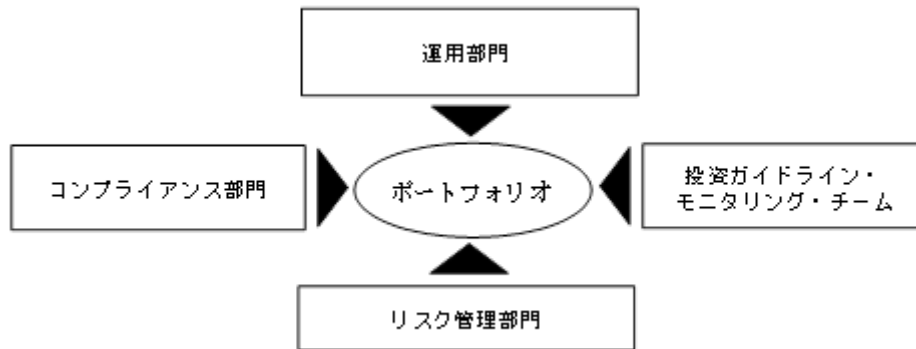 運用部門
コンプライアンス部門
ポートフォリオ
投資ガイドライン・
モニタリング・チーム
リスク管理部門